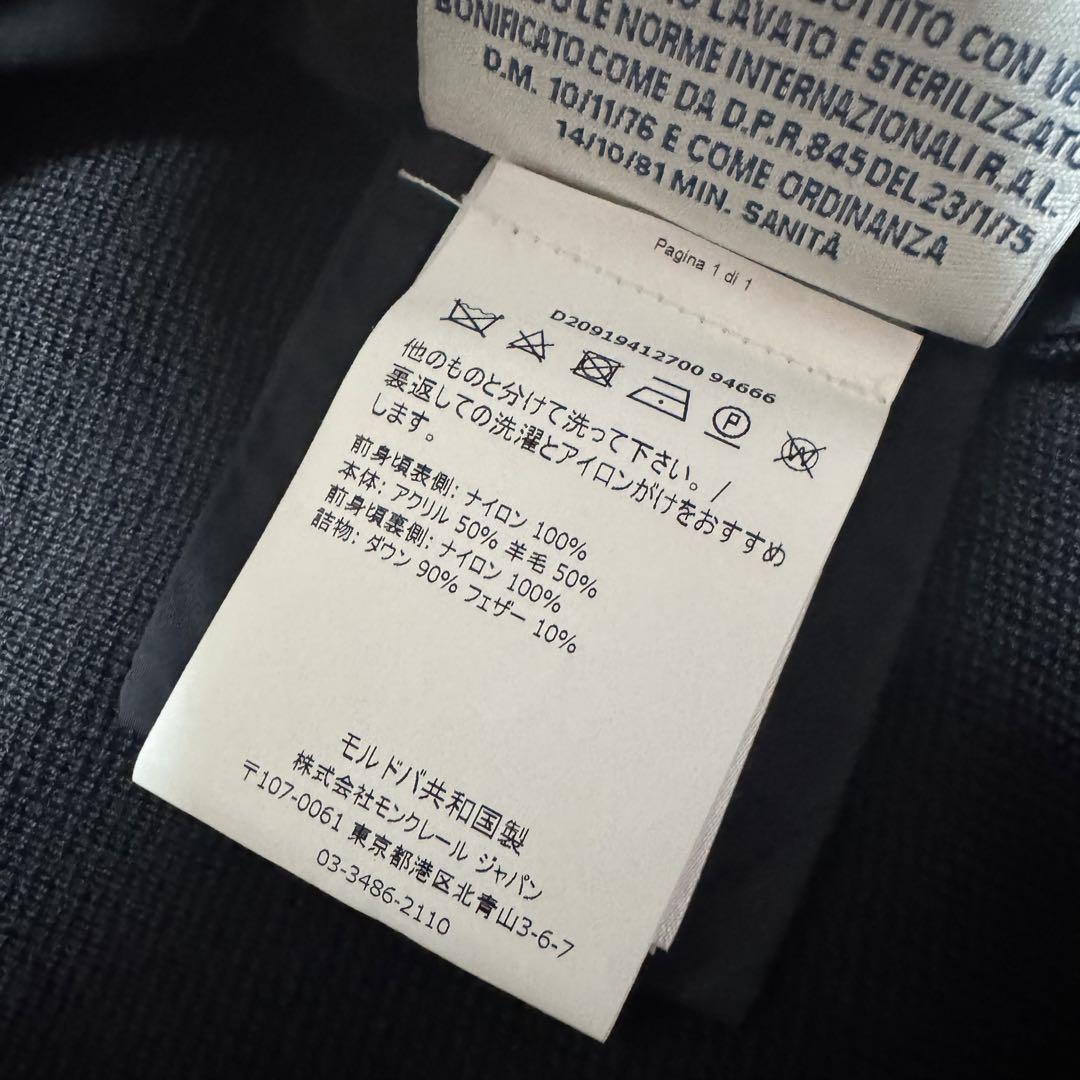 CON
LAVATO E STERILIZZATO
LE NORME INTERNAZIONALI R.A.L.
BONIFICATO COME DA D.P.R. 845 DEL 23/1/75
D.M. 10/11/76 E COME ORDINANZA
14/10/81 MIN. SANITÀ
Pagina 1 di 1
D20919412700 94666
P
W
他のものと分けて洗って下さい。/
裏返しての洗濯とアイロンがけをおすすめ
します。
前身頃表側: ナイロン 100%
本体: アクリル 50% 羊毛 50%
前身頃裏側: ナイロン 100%
詰物: ダウン 90% フェザー 10%
モルドバ共和国製
株式会社モンクレール ジャパン
〒107-0061 東京都港区北青山3-6-7
03-3486-2110